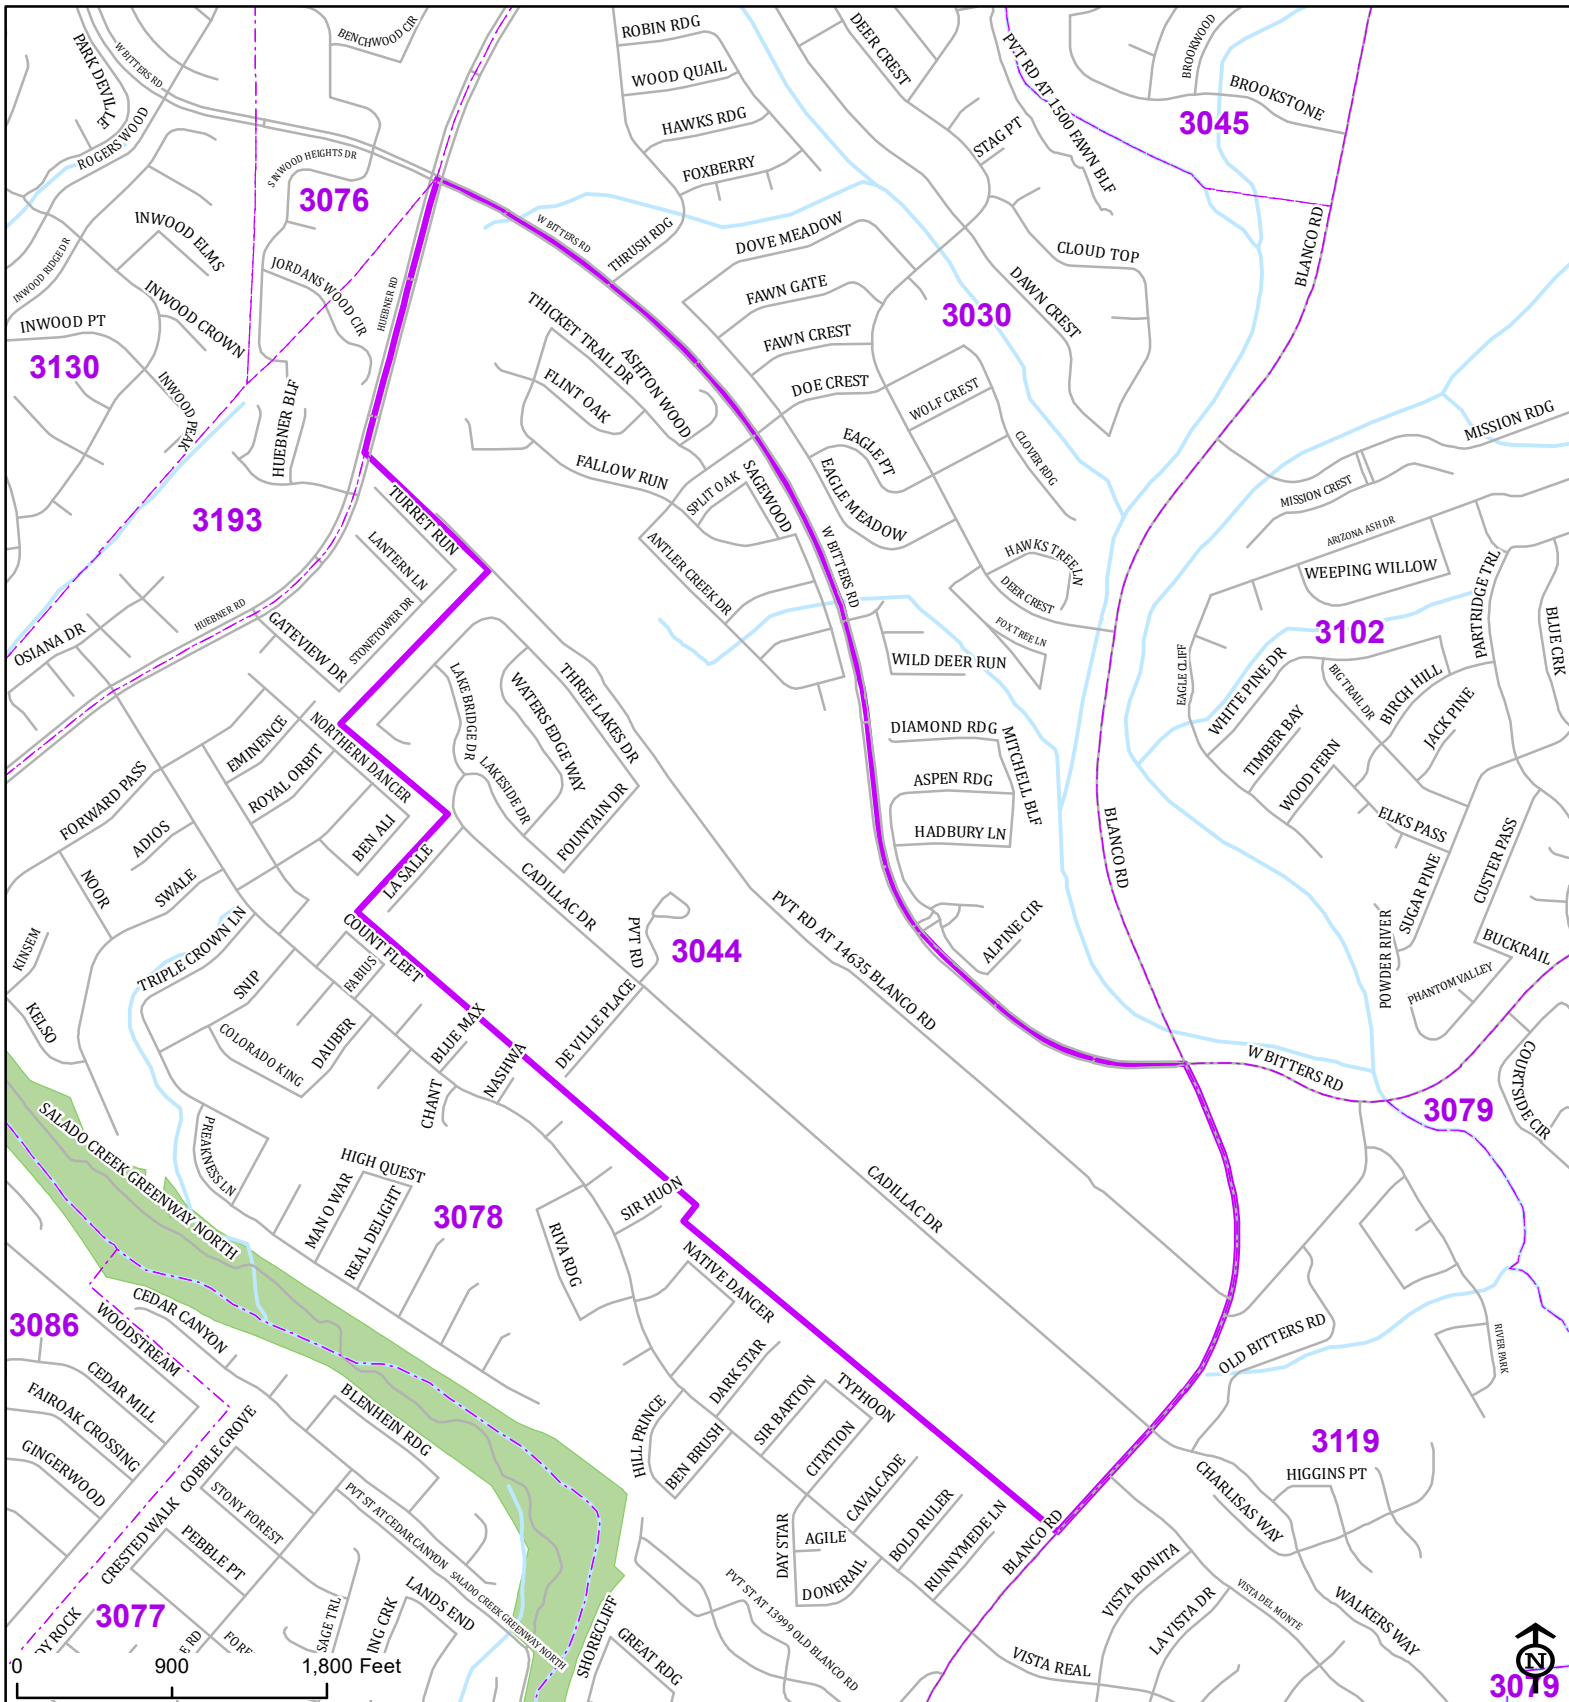 BENCHWOOD CIR
ROBIN RDG
DEER CREST
PARK DEVILLE
W BITTERS RD
WOOD QUAIL
PVT RD AT 1500 FAWN BLF
BROOKWOOD
BROOKSTONE
3045
HAWKS RDG
ROGERS WOOD
STAG PT
S INWOOD HEIGHTS DR
FOXBERRY
3076
INWOOD ELMS
W BITTERS RD
THRUSH RDG
DOVE MEADOW
CLOUD TOP
BLANCO RD
INWOOD RIDGE DR
JORDANS WOOD CIR
HUEBNER RD
FAWN GATE
DAWN CREST
INWOOD PT
INWOOD CROWN
THICKET TRAIL DR
FAWN CREST
3030
3130
ASHTON WOOD
FLINT OAK
DOE CREST
WOLF CREST
INWOOD PEAK
HUEBNER BLF
EAGLE PT
CLOVER RDG
MISSION RDG
FALLOW RUN
SPLIT OAK
SAGEWOOD
EAGLE MEADOW
MISSION CREST
3193
TURRET RUN
ANTLER CREEK DR
W BITTERS RD
ARIZONA ASH DR
LANTERN LN
HAWKS TREE LN
WEEPING WILLOW
PARTRIDGE TRL
HUEBNER RD
STONETOWER DR
DEER CREST
FOX TREE LN
3102
BLUE CRK
OSIANA DR
GATEVIEW DR
LAKE BRIDGE DR
WATERS EDGE WAY
THREE LAKES DR
WILD DEER RUN
EAGLE CLIFF
WHITE PINE DR
BIG TRAIL DR
BIRCH HILL
JACK PINE
EMINENCE
NORTHERN DANCER
DIAMOND RDG
MITCHELL BLF
TIMBER BAY
WOOD FERN
ROYAL ORBIT
LAKESIDE DR
ASPEN RDG
FORWARD PASS
FOUNTAIN DR
HADBURY LN
BLANCO RD
ELKS PASS
ADIOS
BEN ALI
CUSTER PASS
NOOR
SWALE
LA SALLE
CADILLAC DR
SUGAR PINE
KINSEM
TRIPLE CROWN LN
COUNT FLEET
PVT RD
3044
PVT RD AT 14635 BLANCO RD
ALPINE CIR
POWDER RIVER
BUCKRAIL
SNIP
FABIUS
PHANTOM VALLEY
KELSO
COLORADO KING
DAUBER
BLUE MAX
DE VILLE PLACE
NASHWA
W BITTERS RD
COURTSIDE CIR
CHANT
3079
SALADO CREEK GREENWAY NORTH
PREAKNESS LN
HIGH QUEST
MAN O WAR
REAL DELIGHT
3078
SIR HUON
CADILLAC DR
RIVA RDG
NATIVE DANCER
3086
CEDAR CANYON
WOODSTREAM
OLD BITTERS RD
RIVER PARK
CEDAR MILL
DARK STAR
FAIROAK CROSSING
BLENHEIN RDG
TYPHOON
SIR BARTON
HILL PRINCE
BEN BRUSH
CITATION
3119
GINGERWOOD
COBBLE GROVE
HIGGINS PT
CHARLISAS WAY
STONY FOREST
PVT ST AT CEDAR CANYON
CAVALCADE
CRESTED WALK
PEBBLE PT
DAY STAR
AGILE
BOLD RULER
RUNNYMEDE LN
BLANCO RD
SALADO CREEK GREENWAY NORTH
DONERAIL
VISTA BONITA
PVT ST AT 13999 OLD BLANCO RD
3077
LANDS END
VISTA DEL MONTE
WALKERS WAY
LA VISTA DR
SHORECLIFF
GREAT RDG
VISTA REAL
DY ROCK
E RD
FORE
SAGE TRL
ING CRK
0 900 1,800 Feet
N
3079